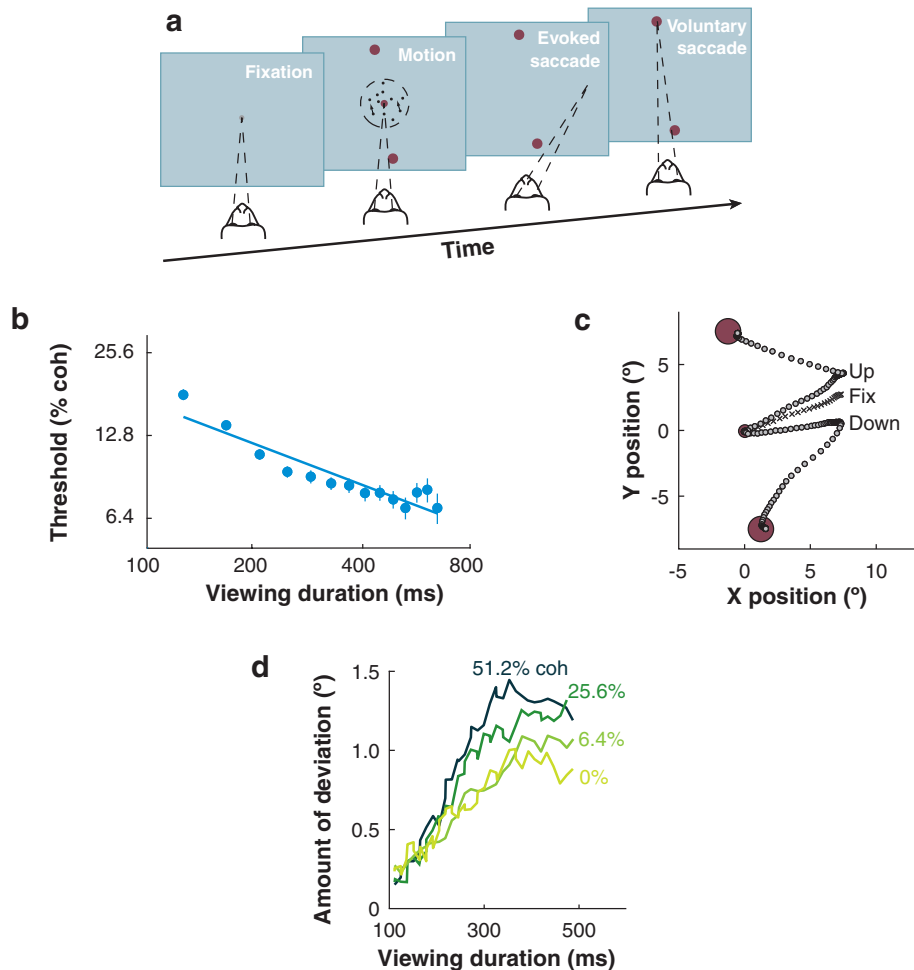 a
Fixation
Motion
Evoked
saccade
Voluntary
saccade
Time
b
Threshold (% coh)
25.6
12.8
6.4
100
200
400
800
Viewing duration (ms)
c
Y position (°)
5
0
-5
Up
Fix
Down
-5
0
5
10
X position (°)
d
Amount of deviation (°)
1.5
1.0
0.5
0
51.2% coh
25.6%
6.4%
0%
100
300
500
Viewing duration (ms)